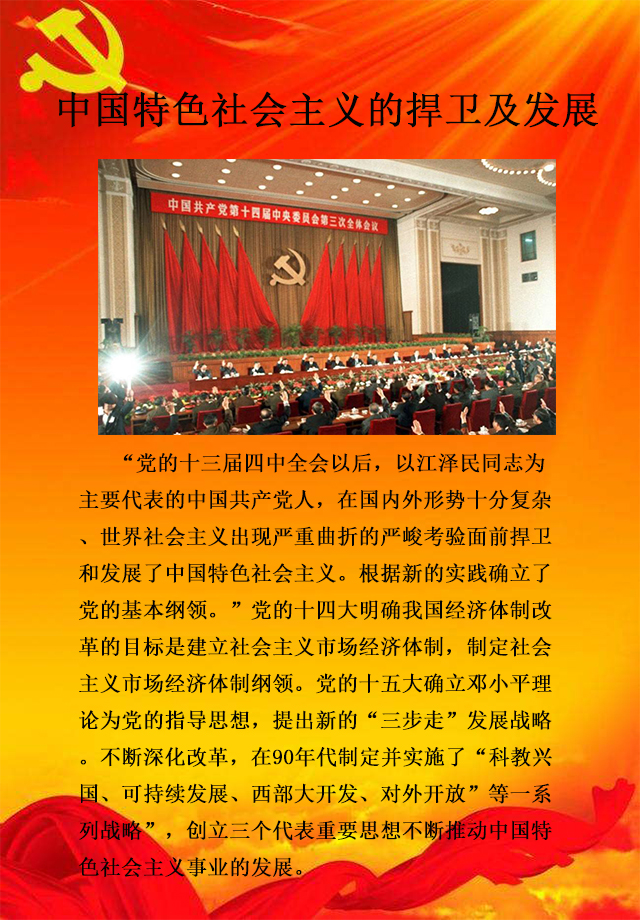 中国特色社会主义的捍卫及发展
中国共产党第十四届中央委员会第三次全体会议
“党的十三届四中全会以后，以江泽民同志为
主要代表的中国共产党人，在国内外形势十分复杂
、世界社会主义出现严重曲折的严峻考验面前捍卫
和发展了中国特色社会主义。根据新的实践确立了
党的基本纲领。”党的十四大明确我国经济体制改
革的目标是建立社会主义市场经济体制，制定社会
主义市场经济体制纲领。党的十五大确立邓小平理
论为党的指导思想，提出新的“三步走”发展战略
。不断深化改革，在90年代制定并实施了“科教兴
国、可持续发展、西部大开发、对外开放”等一系
列战略”，创立三个代表重要思想不断推动中国特
色社会主义事业的发展。